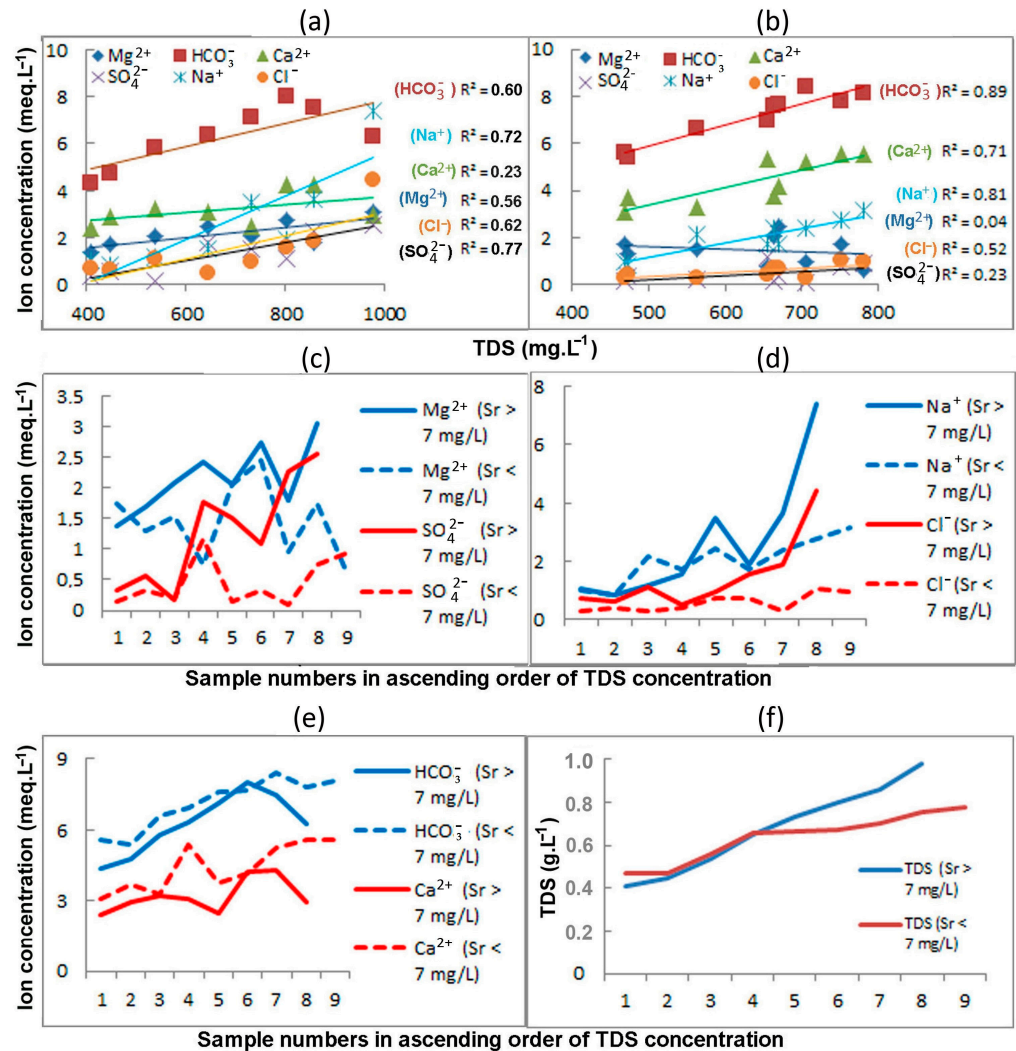 (a)
(b)
Ion concentration (meq.L⁻¹)
10
8
6
4
2
0
400
600
800
1000
Mg²⁺
HCO₃⁻
Ca²⁺
SO₄²⁻
Na⁺
Cl⁻
(HCO₃⁻) R² = 0.60
(Na⁺) R² = 0.72
(Ca²⁺) R² = 0.23
(Mg²⁺) R² = 0.56
(Cl⁻) R² = 0.62
(SO₄²⁻) R² = 0.77
10
8
6
4
2
0
400
500
600
700
800
Mg²⁺
HCO₃⁻
Ca²⁺
SO₄²⁻
Na⁺
Cl⁻
(HCO₃⁻) R² = 0.89
(Ca²⁺) R² = 0.71
(Na⁺) R² = 0.81
(Mg²⁺) R² = 0.04
(Cl⁻) R² = 0.52
(SO₄²⁻) R² = 0.23
TDS (mg.L⁻¹)
(c)
(d)
Ion concentration (meq.L⁻¹)
3.5
3
2.5
2
1.5
1
0.5
0
1 2 3 4 5 6 7 8 9
Mg²⁺ (Sr >
7 mg/L)
Mg²⁺ (Sr <
7 mg/L)
SO₄²⁻ (Sr >
7 mg/L)
SO₄²⁻ (Sr <
7 mg/L)
8
6
4
2
0
1 2 3 4 5 6 7 8 9
Na⁺ (Sr >
7 mg/L)
Na⁺ (Sr <
7 mg/L)
Cl⁻ (Sr >
7 mg/L)
Cl⁻ (Sr <
7 mg/L)
Sample numbers in ascending order of TDS concentration
(e)
(f)
Ion concentration (meq.L⁻¹)
9
6
3
0
1 2 3 4 5 6 7 8 9
HCO₃⁻ (Sr >
7 mg/L)
HCO₃⁻ (Sr <
7 mg/L)
Ca²⁺ (Sr >
7 mg/L)
Ca²⁺ (Sr <
7 mg/L)
TDS (g.L⁻¹)
1.0
0.8
0.6
0.4
0.2
0
1 2 3 4 5 6 7 8 9
TDS (Sr >
7 mg/L)
TDS (Sr <
7 mg/L)
Sample numbers in ascending order of TDS concentration